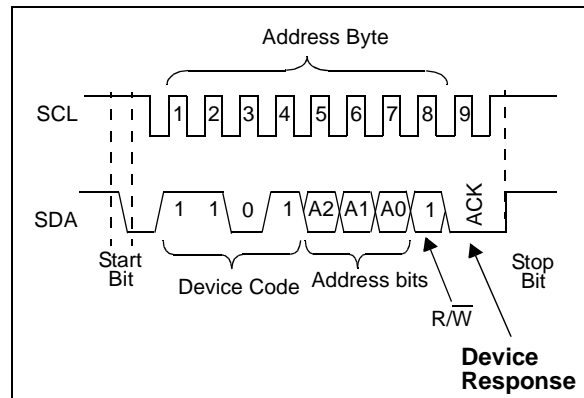 Address Byte
SCL 1 2 3 4 5 6 7 8 9
SDA 1 1 0 1 A2 A1 A0 1 ACK
Start
Bit
Device Code
Address bits
Stop
Bit
R/W̅
Device
Response